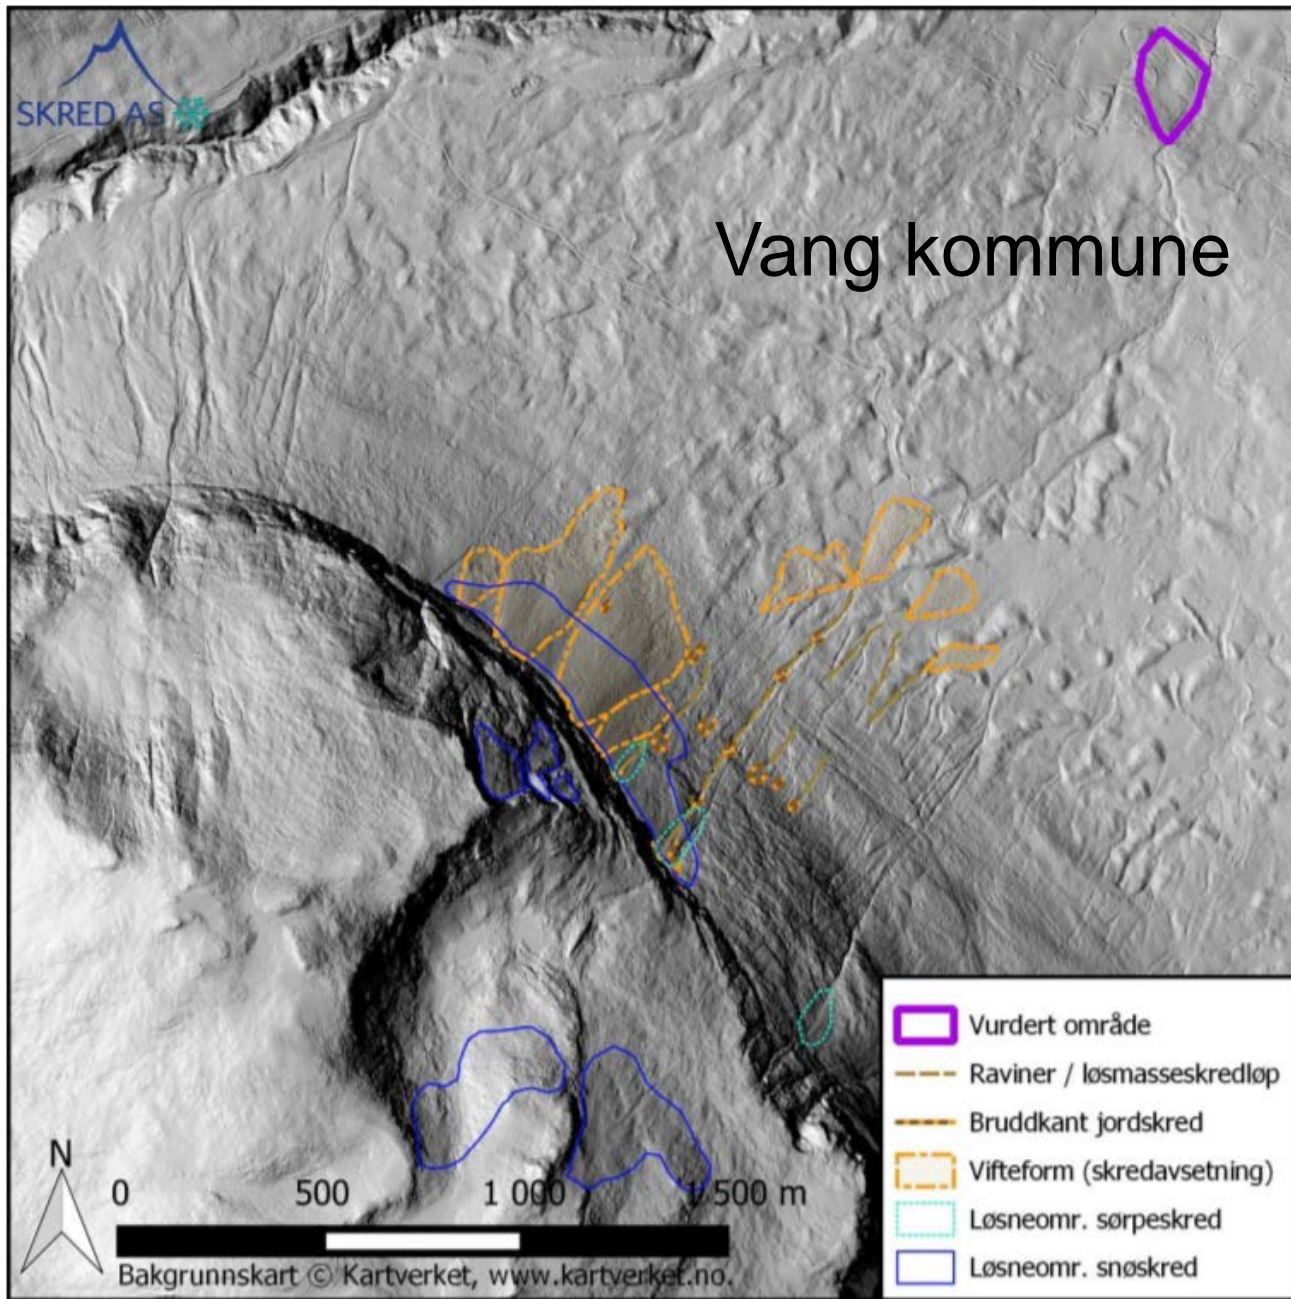 SKRED AS
Vang kommune
Vurdert område
Raviner / løsmasseskredløp
Bruddkant jordskred
Vifteform (skredavsetning)
Løsneomr. sørpeskred
Løsneomr. snøskred
N
0 500 1 000 1 500 m
Bakgrunnskart © Kartverket, www.kartverket.no.